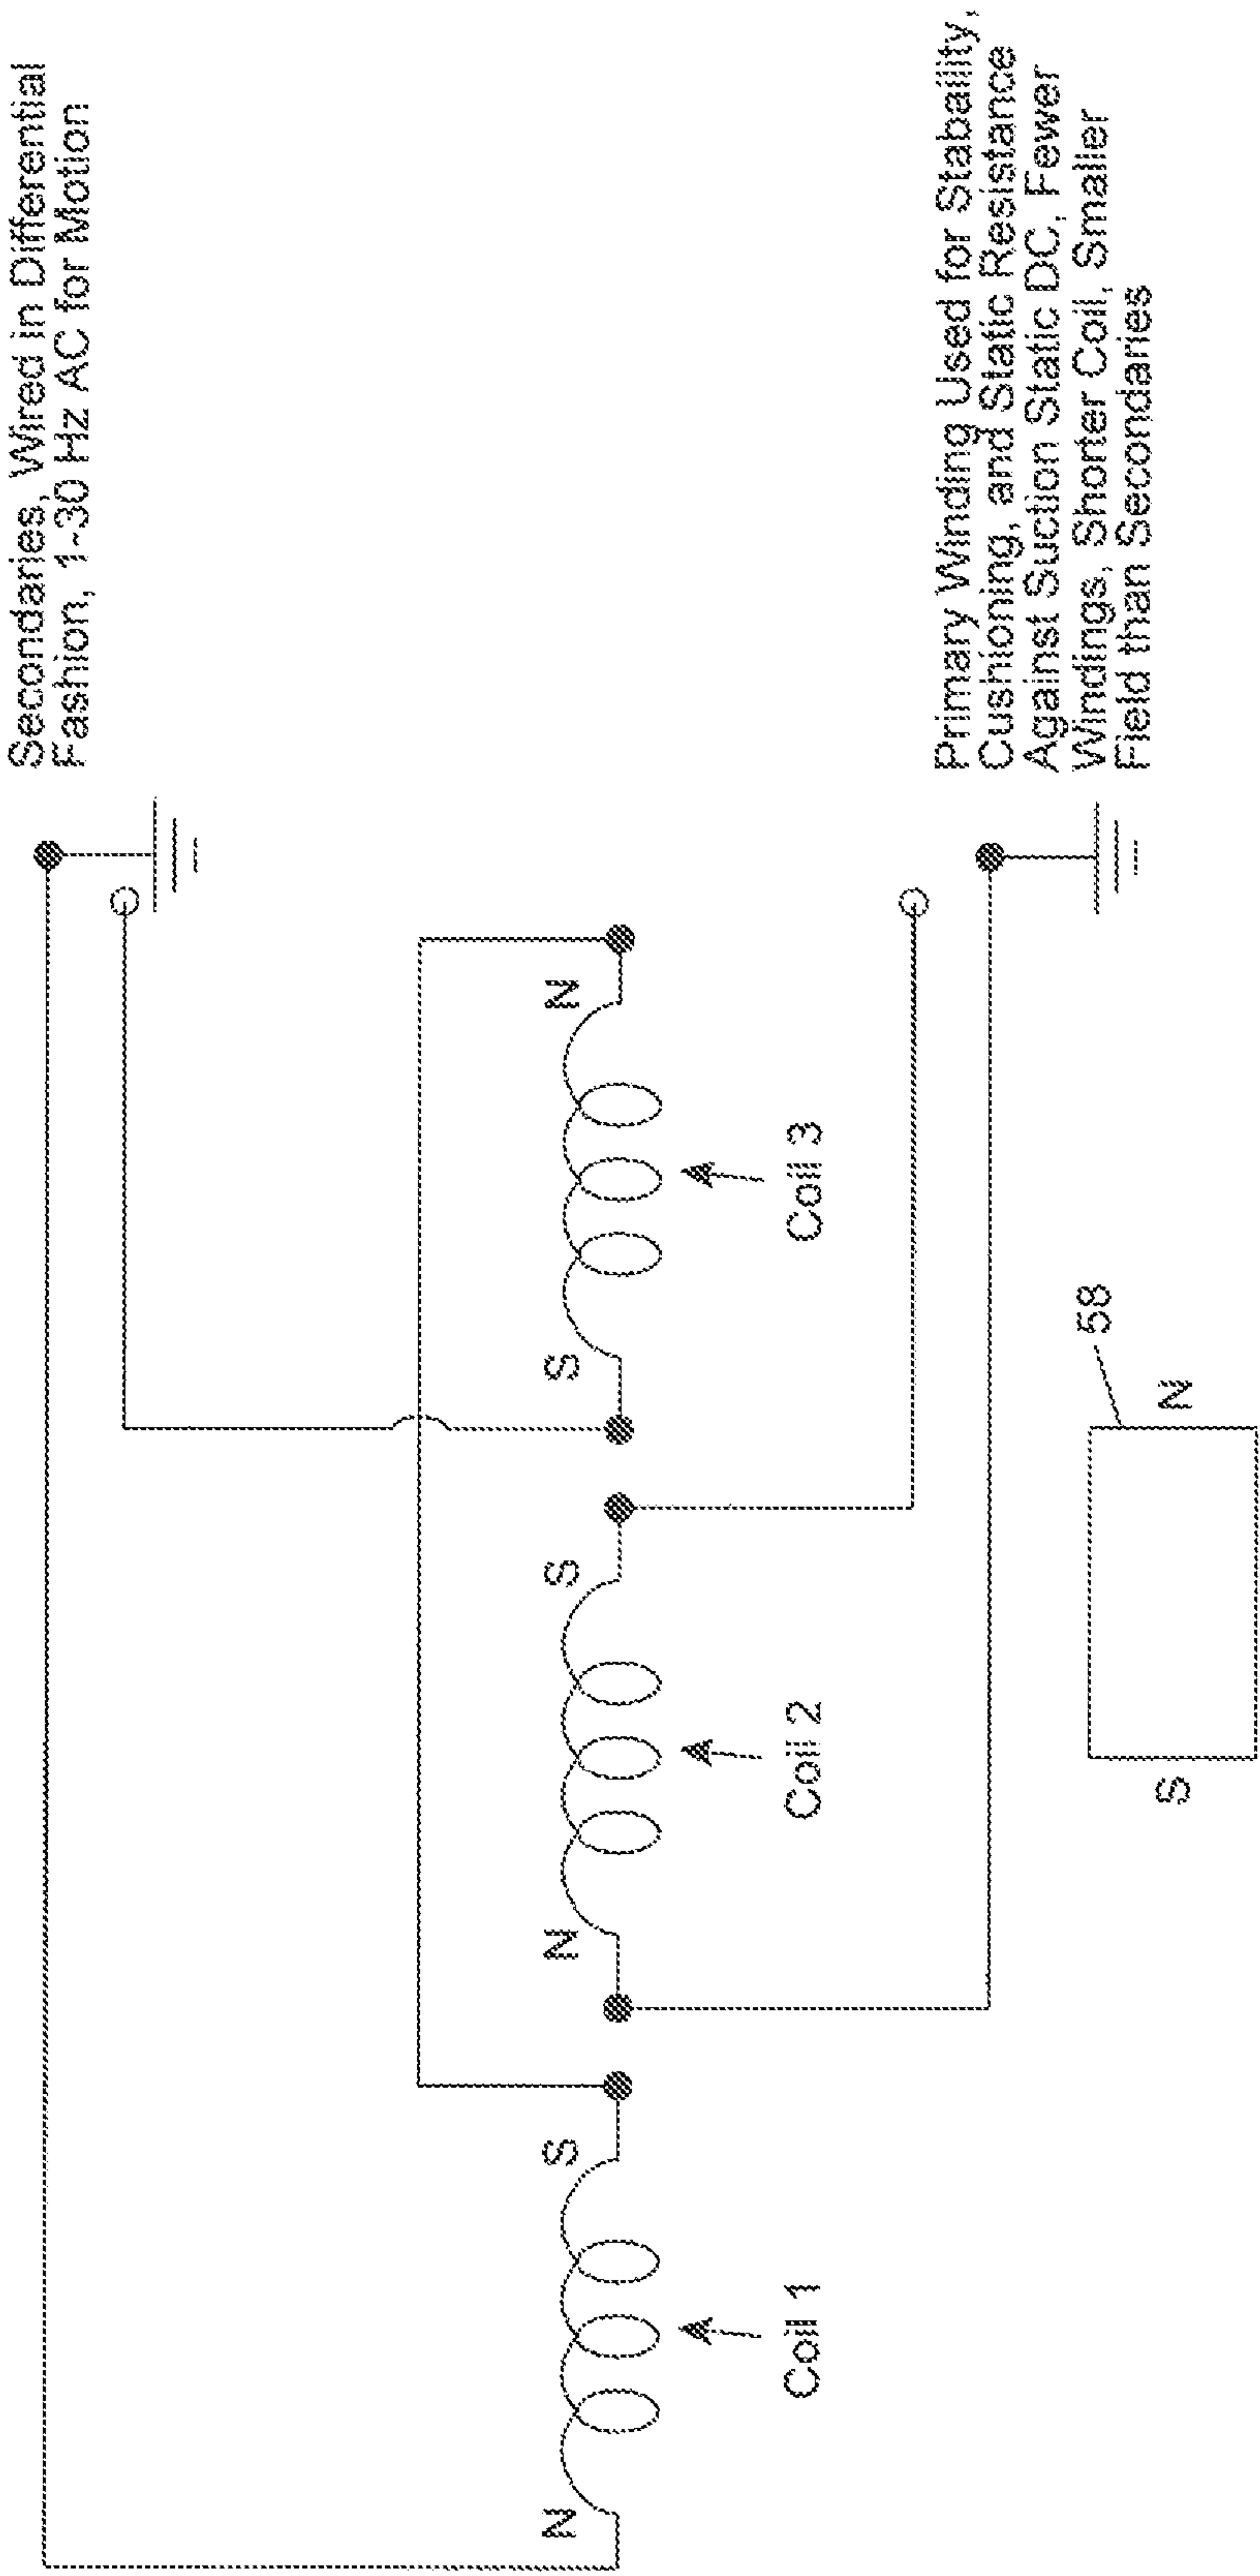 Secondaries, Wired in Differential
Fashion, 1-30 Hz AC for Motion
N
S
N
S
S
N
Coil 1
Coil 2
Coil 3
Primary Winding Used for Stabaility,
Cushioning, and Static Resistance
Against Suction Static DC, Fewer
Windings, Shorter Coil, Smaller
Field than Secondaries
58
S
N